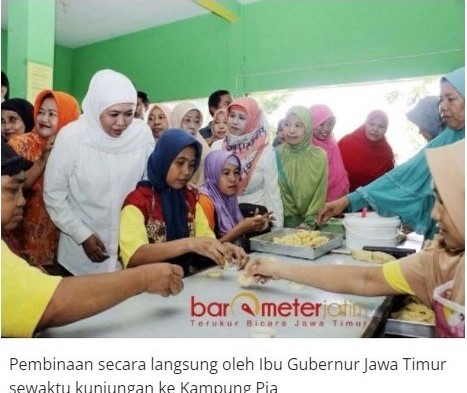 barometerjatim
Terukur Bicara Jawa Timur
Pembinaan secara langsung oleh Ibu Gubernur Jawa Timur
sewaktu kunjungan ke Kampung Pia